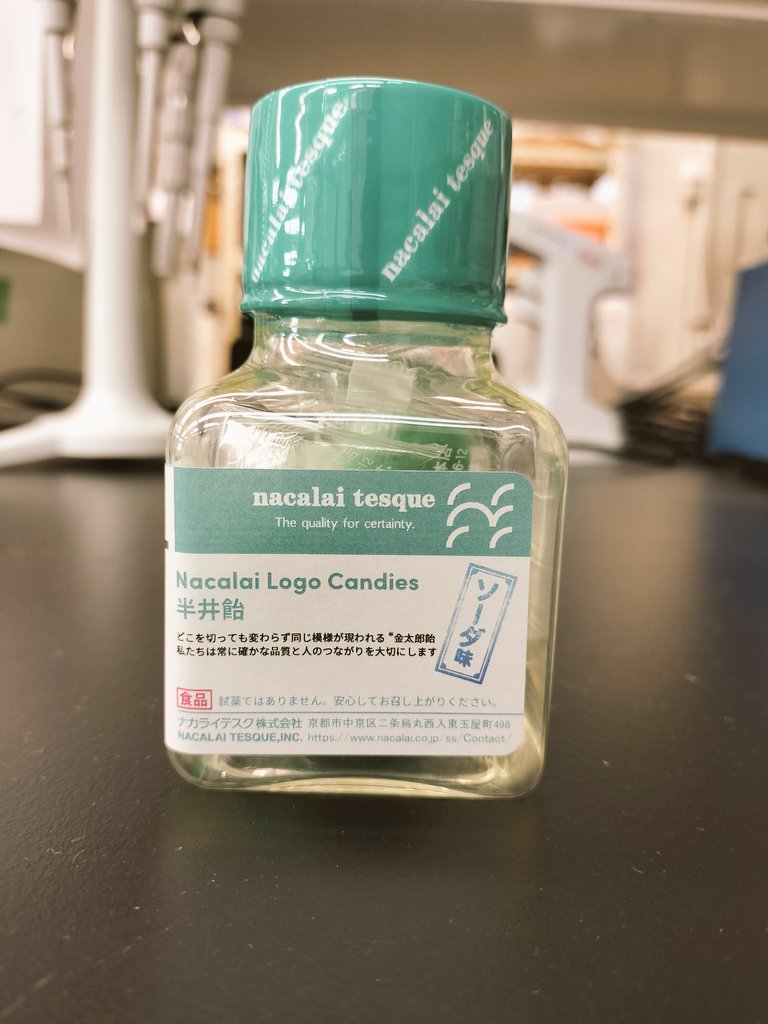 nacalai tesque
nacalai tesque
nacalai tesque
The quality for certainty.
Nacalai Logo Candies
半井飴
どこを切っても変わらず同じ模様が現われる "金太郎飴
私たちは常に確かな品質と人のつながりを大切にします
ソーダ味
食品 試薬ではありません。安心してお召し上がりください。
ナカライテスク株式会社 京都市中京区二条烏丸西入東玉屋町498
NACALAI TESQUE,INC. https://www.nacalai.co.jp/ss/Contact/